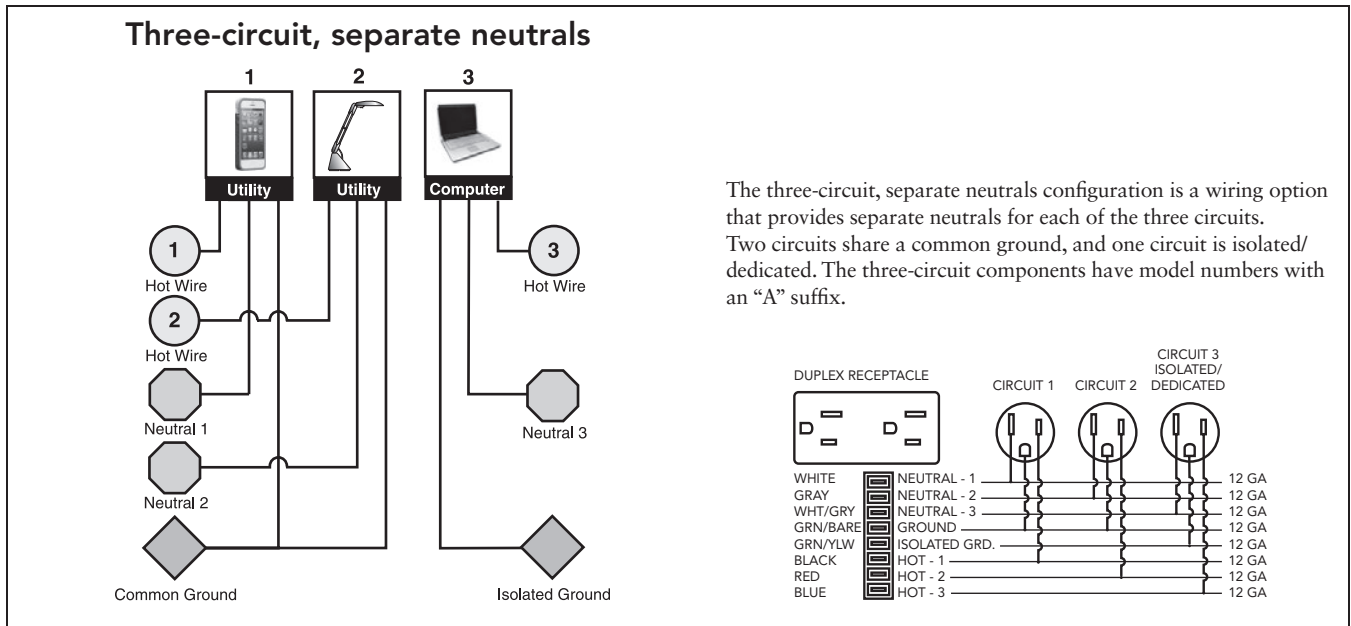 Three-circuit, separate neutrals
1 2 3
Utility Utility Computer
1
Hot Wire
3
Hot Wire
2
Hot Wire
Neutral 1
Neutral 3
Neutral 2
Common Ground
Isolated Ground
The three-circuit, separate neutrals configuration is a wiring option
that provides separate neutrals for each of the three circuits.
Two circuits share a common ground, and one circuit is isolated/
dedicated. The three-circuit components have model numbers with
an “A” suffix.
DUPLEX RECEPTACLE
CIRCUIT 1
CIRCUIT 2
CIRCUIT 3
ISOLATED/
DEDICATED
WHITE NEUTRAL - 1 12 GA
GRAY NEUTRAL - 2 12 GA
WHT/GRY NEUTRAL - 3 12 GA
GRN/BARE GROUND 12 GA
GRN/YLW ISOLATED GRD. 12 GA
BLACK HOT - 1 12 GA
RED HOT - 2 12 GA
BLUE HOT - 3 12 GA